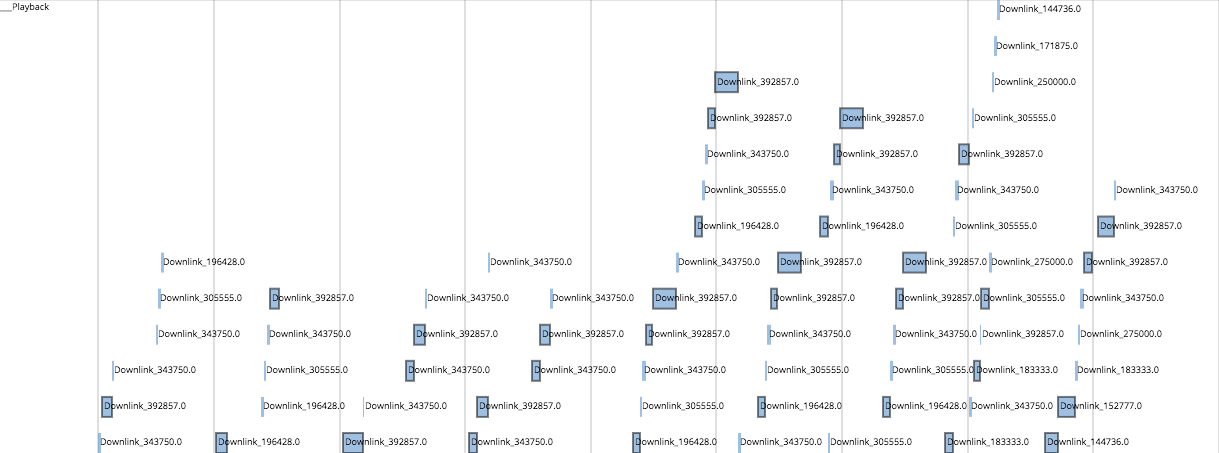 ___Playback
Downlink_144736.0
Downlink_171875.0
Downlink_392857.0 Downlink_250000.0
Downlink_392857.0 Downlink_392857.0 Downlink_305555.0
Downlink_343750.0 Downlink_392857.0 Downlink_392857.0
Downlink_305555.0 Downlink_343750.0 Downlink_343750.0 Downlink_343750.0
Downlink_196428.0 Downlink_196428.0 Downlink_305555.0 Downlink_392857.0
Downlink_196428.0 Downlink_343750.0 Downlink_343750.0 Downlink_392857.0 Downlink_392857.0 Downlink_275000.0 Downlink_392857.0
Downlink_305555.0 Downlink_392857.0 Downlink_343750.0 Downlink_343750.0 Downlink_392857.0 Downlink_392857.0 Downlink_392857.0 Downlink_305555.0 Downlink_343750.0
Downlink_343750.0 Downlink_343750.0 Downlink_392857.0 Downlink_392857.0 Downlink_392857.0 Downlink_343750.0 Downlink_343750.0 Downlink_392857.0 Downlink_275000.0
Downlink_343750.0 Downlink_305555.0 Downlink_343750.0 Downlink_343750.0 Downlink_343750.0 Downlink_305555.0 Downlink_305555.0 Downlink_183333.0 Downlink_183333.0
Downlink_392857.0 Downlink_196428.0 Downlink_343750.0 Downlink_392857.0 Downlink_305555.0 Downlink_196428.0 Downlink_196428.0 Downlink_343750.0 Downlink_152777.0
Downlink_343750.0 Downlink_196428.0 Downlink_392857.0 Downlink_343750.0 Downlink_196428.0 Downlink_343750.0 Downlink_305555.0 Downlink_183333.0 Downlink_144736.0